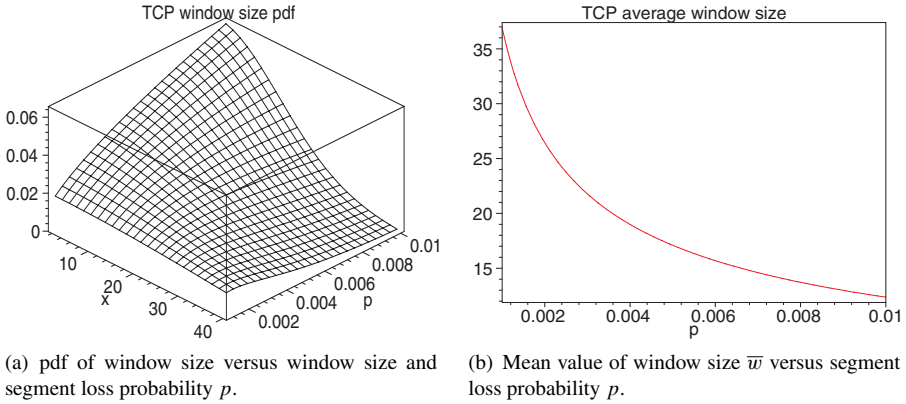 TCP window size pdf
0.06
0.04
0.02
0
10
20
30
40
x
0.002
0.004
0.006
0.008
0.01
p
TCP average window size
35
30
25
20
15
0.002
0.004
0.006
0.008
0.01
p
(a) pdf of window size versus window size and
segment loss probability p.
(b) Mean value of window size w̅ versus segment
loss probability p.